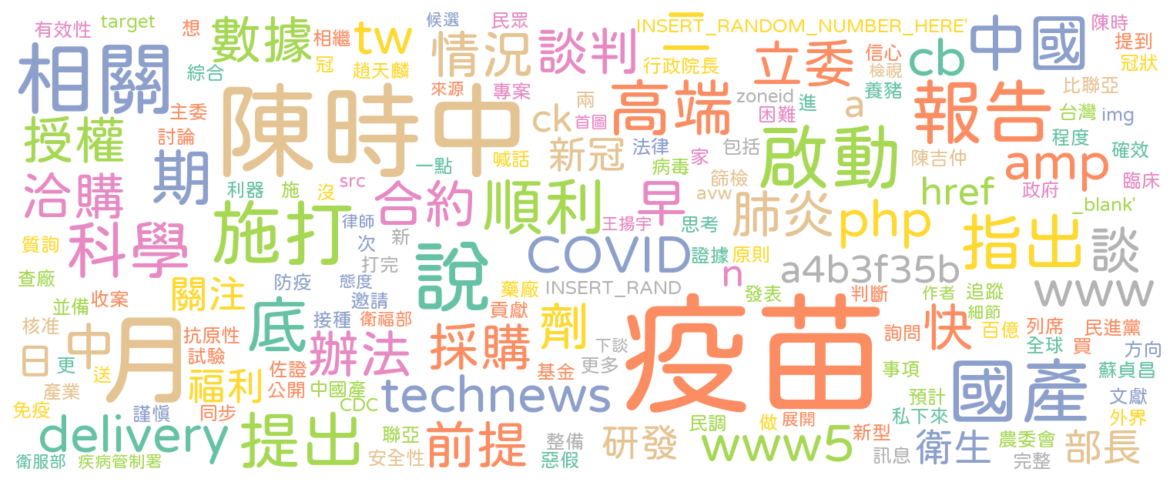 有效性 target 想 數據 相關 綜合 相繼 冠 tw 趙天麟
候選 民眾 情況 談判 來源 專案
INSERT_RANDOM_NUMBER_HERE' 二 行政院長 立委 信心 檢視 養豬 cb 中國 陳時 提到 冠狀
授權 主委 討論 陳時中 ck 兩 首圖 高端 zoneid 困難 進 a 報告 比聯亞 台灣 img 程度 確效
洽購 期 利器 施 沒 一點 喊話 src 新冠 法律 病毒 家 包括 篩檢 啟動 陳吉仲 amp 臨床
科學 施打 律師 合約 順利 早 avw 王揚宇 思考 肺炎 php href 政府 _blank'
質詢 次 新 打完 說 COVID 證據 原則 n a4b3f35b 指出 談
查廠 關注 防疫 態度 邀請 藥廠 INSERT_RAND 發表 判斷 作者 追蹤 細節 www
並備 收案 底 接種 衛福部 貢獻 劑 疫苗 詢問 快 百億 列席 民進黨
核准 日 中 月 抗原性 試驗 辦法 採購 下談 更多 全球 買 方向
更 送 產業 福利 佐證 公開 中國產 基金 事項 國產 蘇貞昌
免疫 謹慎 同步 CDC technews 預計 私下來 文獻 外界
delivery 提出 聯亞 前提 整備 研發 民調 做 展開 www5 新型 衛生 農委會 部長
衛服部 疾病管制署 安全性 惡假 訊息 完整